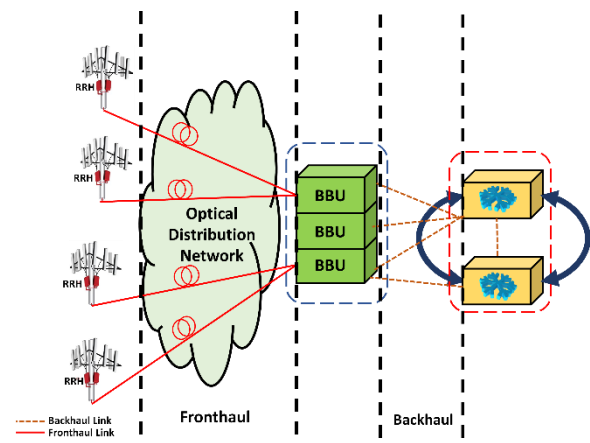 RRH
RRH
RRH
RRH
Optical
Distribution
Network
BBU
BBU
BBU
Fronthaul
Backhaul
Backhaul Link
Fronthaul Link